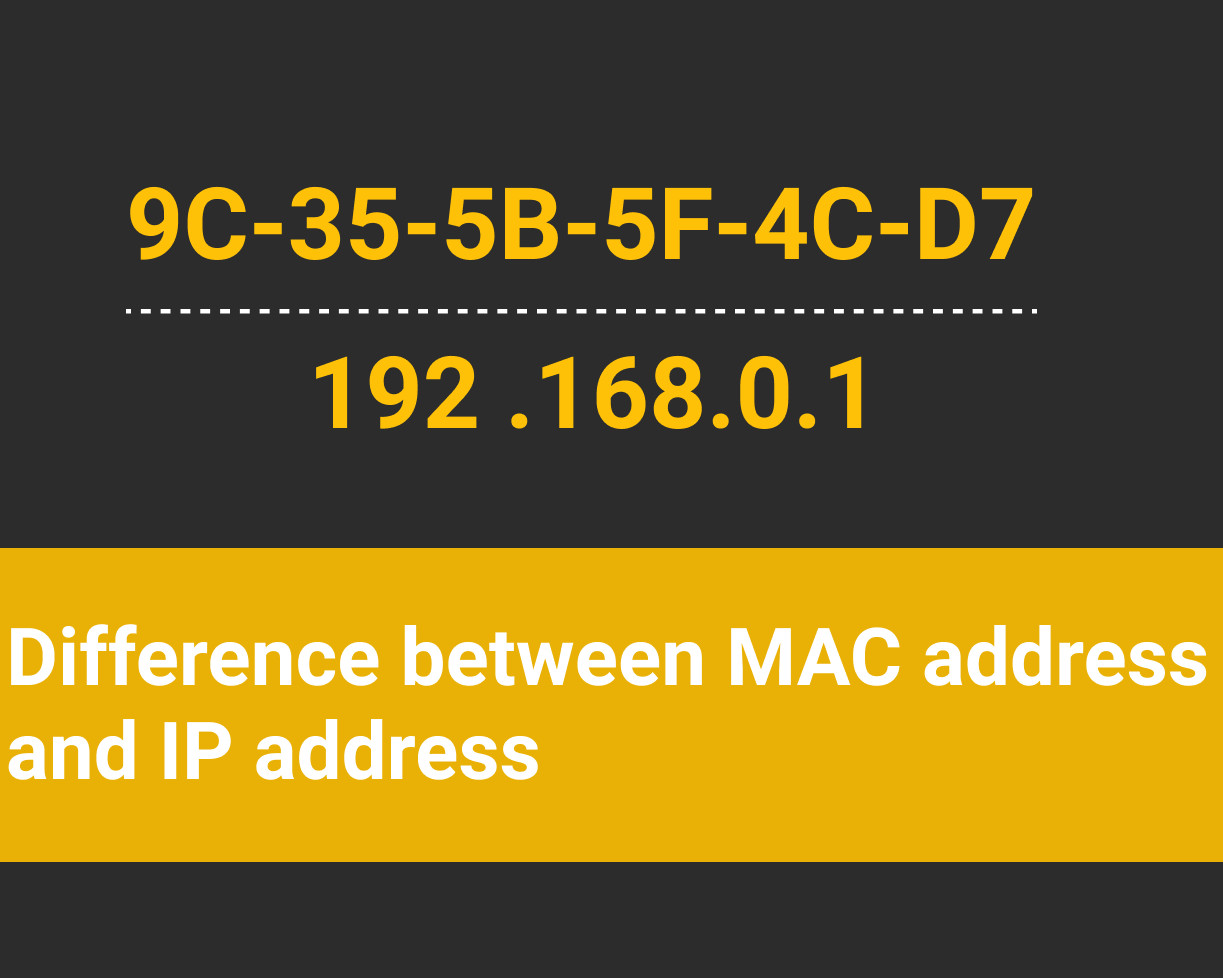 9C-35-5B-5F-4C-D7
192 .168.0.1
Difference between MAC address
and IP address